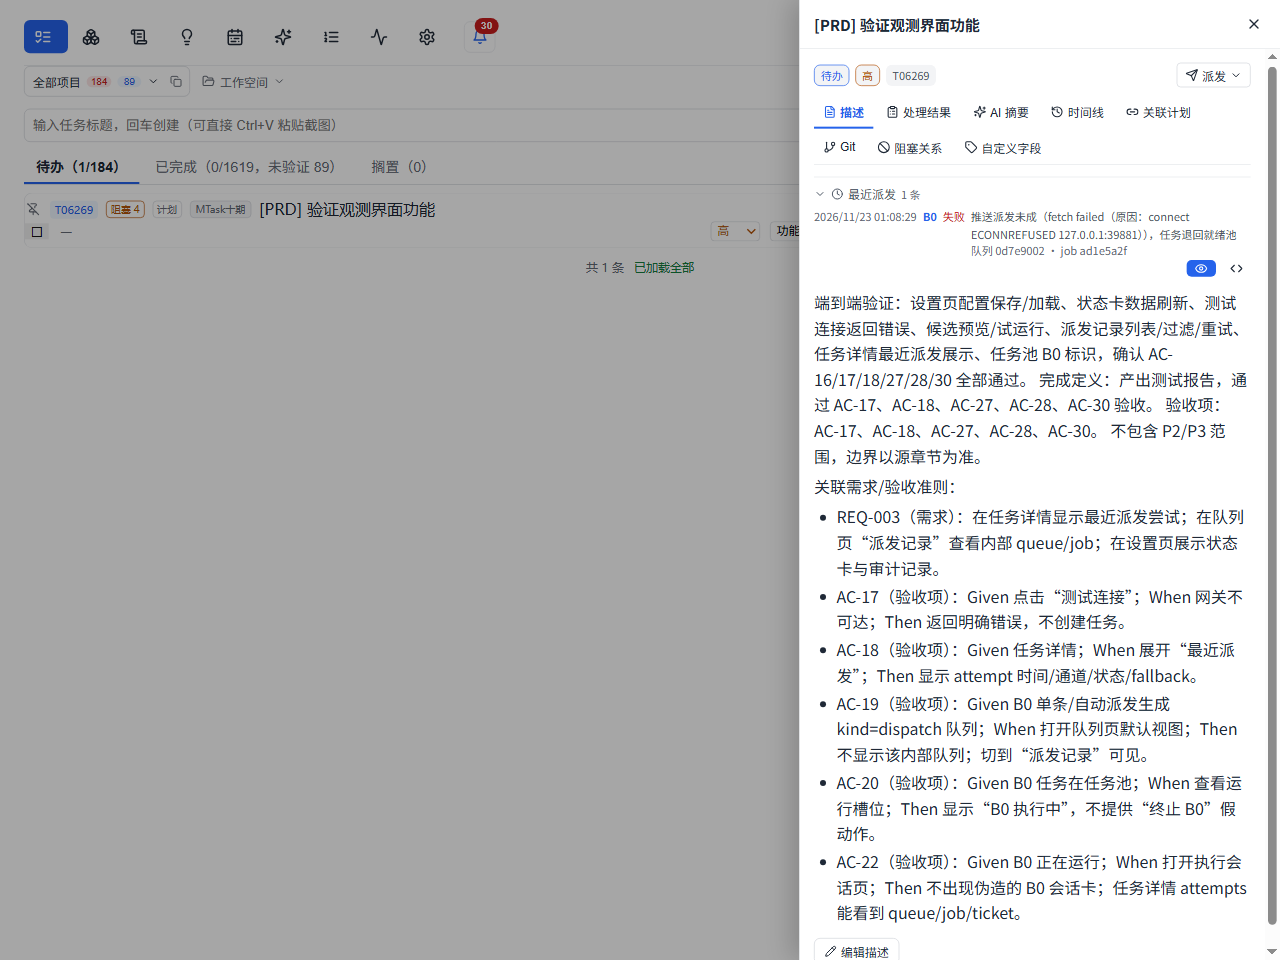 30
全部项目 184 89
工作空间
输入任务标题，回车创建（可直接 Ctrl+V 粘贴截图）
待办（1/184）
已完成（0/1619，未验证 89）
搁置（0）
T06269 阻塞 4 计划 MTask十期 [PRD] 验证观测界面功能
— 高 功能
共 1 条 已加载全部
[PRD] 验证观测界面功能
待办 高 T06269 派发
描述 处理结果 AI 摘要 时间线 关联计划
Git 阻塞关系 自定义字段
最近派发 1 条
2026/11/23 01:08:29 B0 失败 推送派发未成（fetch failed（原因：connect
ECONNREFUSED 127.0.0.1:39881)))，任务退回就绪池
队列 0d7e9002 · job ad1e5a2f
端到端验证：设置页配置保存/加载、状态卡数据刷新、测试
连接返回错误、候选预览/试运行、派发记录列表/过滤/重试、
任务详情最近派发展示、任务池 B0 标识，确认 AC-
16/17/18/27/28/30 全部通过。 完成定义：产出测试报告，通
过 AC-17、AC-18、AC-27、AC-28、AC-30 验收。 验收项：
AC-17、AC-18、AC-27、AC-28、AC-30。 不包含 P2/P3 范
围，边界以源章节为准。
关联需求/验收准则：
• REQ-003（需求）：在任务详情显示最近派发尝试；在队列
页“派发记录”查看内部 queue/job；在设置页展示状态
卡与审计记录。
• AC-17（验收项）：Given 点击“测试连接”；When 网关不
可达；Then 返回明确错误，不创建任务。
• AC-18（验收项）：Given 任务详情；When 展开“最近派
发”；Then 显示 attempt 时间/通道/状态/fallback。
• AC-19（验收项）：Given B0 单条/自动派发生成
kind=dispatch 队列；When 打开队列页默认视图；Then
不显示该内部队列；切到“派发记录”可见。
• AC-20（验收项）：Given B0 任务在任务池；When 查看运
行槽位；Then 显示“B0 执行中”，不提供“终止 B0”假
动作。
• AC-22（验收项）：Given B0 正在运行；When 打开执行会
话页；Then 不出现伪造的 B0 会话卡；任务详情 attempts
能看到 queue/job/ticket。
编辑描述